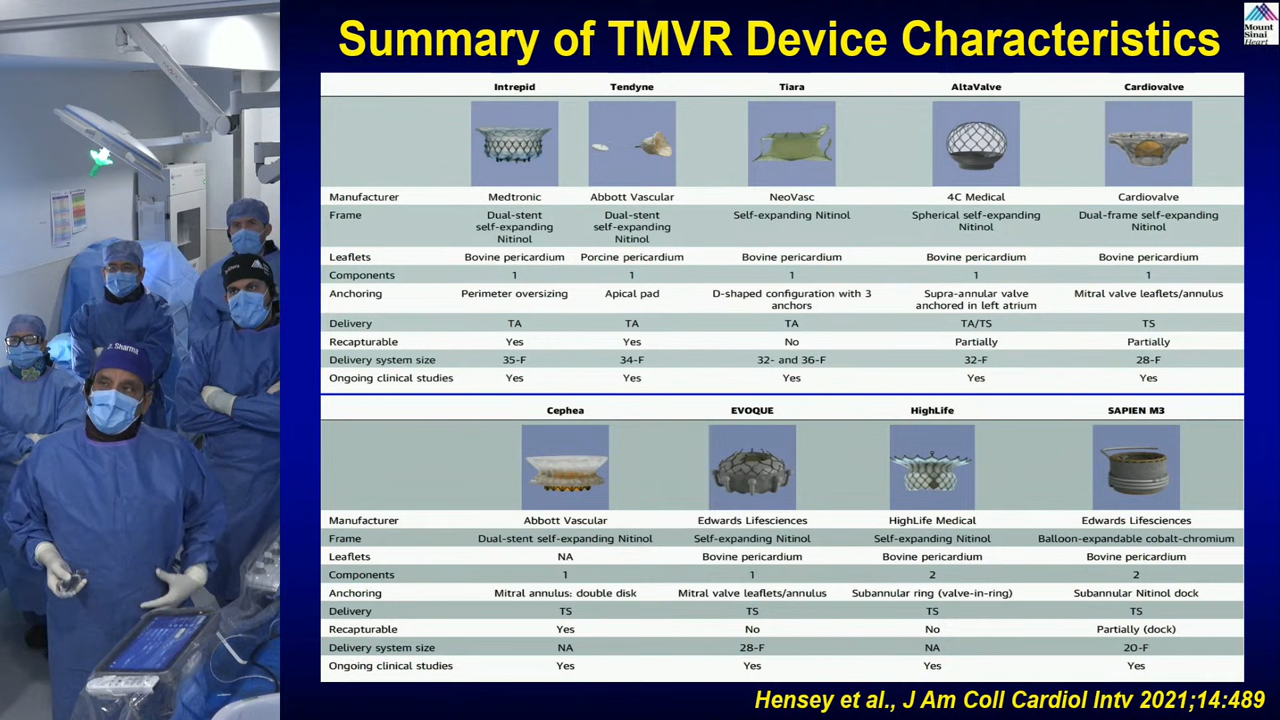 Summary of TMVR Device Characteristics
Mount
Sinai
Heart
Intrepid Tendyne Tiara AltaValve Cardiovalve
Manufacturer Medtronic Abbott Vascular NeoVasc 4C Medical Cardiovalve
Frame Dual-stent self-expanding Nitinol Dual-stent self-expanding Nitinol Self-expanding Nitinol Spherical self-expanding Nitinol Dual-frame self-expanding Nitinol
Leaflets Bovine pericardium Porcine pericardium Bovine pericardium Bovine pericardium Bovine pericardium
Components 1 1 1 1 1
Anchoring Perimeter oversizing Apical pad D-shaped configuration with 3 anchors Supra-annular valve anchored in left atrium Mitral valve leaflets/annulus
Delivery TA TA TA TA/TS TS
Recapturable Yes Yes No Partially Partially
Delivery system size 35-F 34-F 32- and 36-F 32-F 28-F
Ongoing clinical studies Yes Yes Yes Yes Yes
Cephea EVOQUE HighLife SAPIEN M3
Manufacturer Abbott Vascular Edwards Lifesciences HighLife Medical Edwards Lifesciences
Frame Dual-stent self-expanding Nitinol Self-expanding Nitinol Self-expanding Nitinol Balloon-expandable cobalt-chromium
Leaflets NA Bovine pericardium Bovine pericardium Bovine pericardium
Components 1 1 2 2
Anchoring Mitral annulus: double disk Mitral valve leaflets/annulus Subannular ring (valve-in-ring) Subannular Nitinol dock
Delivery TS TS TS TS
Recapturable Yes No No Partially (dock)
Delivery system size NA 28-F NA 20-F
Ongoing clinical studies Yes Yes Yes Yes
Hensey et al., J Am Coll Cardiol Intv 2021;14:489
Sharma